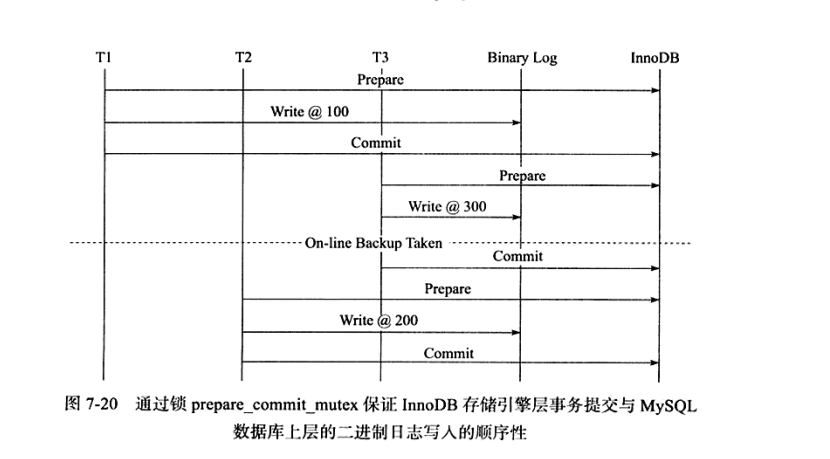 T1 T2 T3 Binary Log InnoDB
Prepare
Write @ 100
Commit
Prepare
Write @ 300
On-line Backup Taken
Commit
Prepare
Write @ 200
Commit
图 7-20 通过锁 prepare_commit_mutex 保证 InnoDB 存储引擎层事务提交与 MySQL
数据库上层的二进制日志写入的顺序性